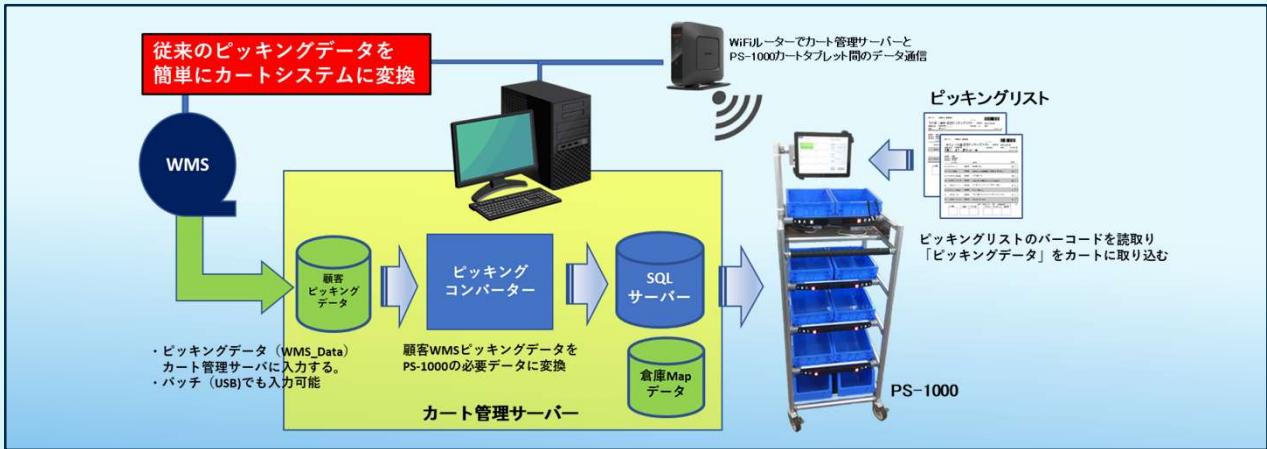 従来のピッキングデータを
簡単にカートシステムに変換
WiFiルーターでカート管理サーバーと
PS-1000カートタブレット間のデータ通信
ピッキングリスト
WMS
顧客
ピッキング
データ
ピッキング
コンバーター
SQL
サーバー
ピッキングリストのバーコードを読取り
「ピッキングデータ」をカートに取り込む
・ピッキングデータ（WMS_Data）
カート管理サーバに入力する。
・バッチ（USB)でも入力可能
顧客WMSピッキングデータを
PS-1000の必要データに変換
倉庫Map
データ
カート管理サーバー
PS-1000